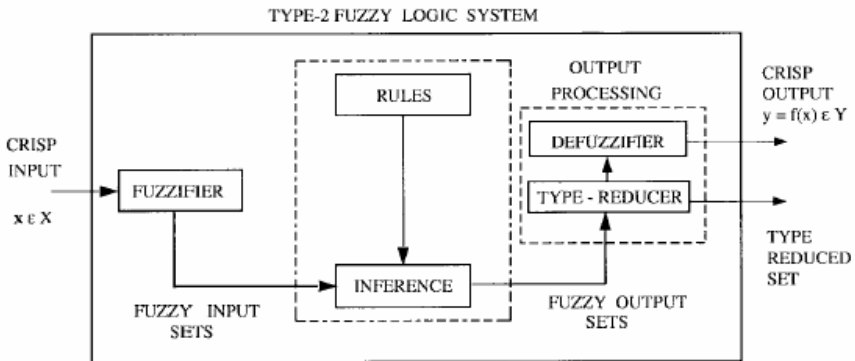 TYPE-2 FUZZY LOGIC SYSTEM
CRISP
INPUT
x ε X
FUZZIFIER
FUZZY INPUT
SETS
RULES
INFERENCE
OUTPUT
PROCESSING
DEFUZZIFIER
TYPE - REDUCER
FUZZY OUTPUT
SETS
CRISP
OUTPUT
y = f(x) ε Y
TYPE
REDUCED
SET